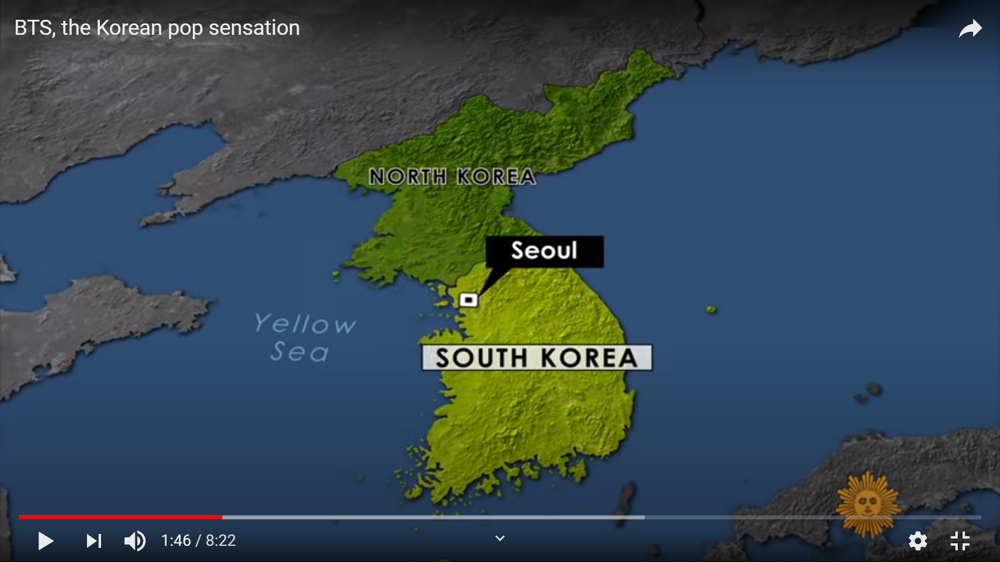 BTS, the Korean pop sensation
NORTH KOREA
Seoul
Yellow
Sea
SOUTH KOREA
1:46 / 8:22